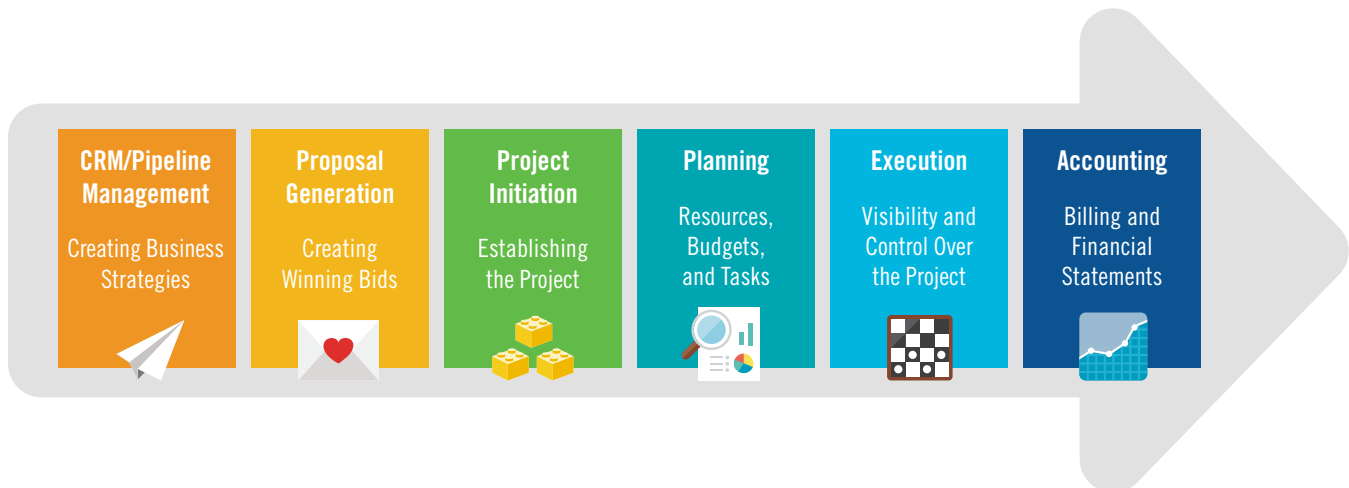 CRM/Pipeline
Management
Creating Business
Strategies
Proposal
Generation
Creating
Winning Bids
Project
Initiation
Establishing
the Project
Planning
Resources,
Budgets,
and Tasks
Execution
Visibility and
Control Over
the Project
Accounting
Billing and
Financial
Statements